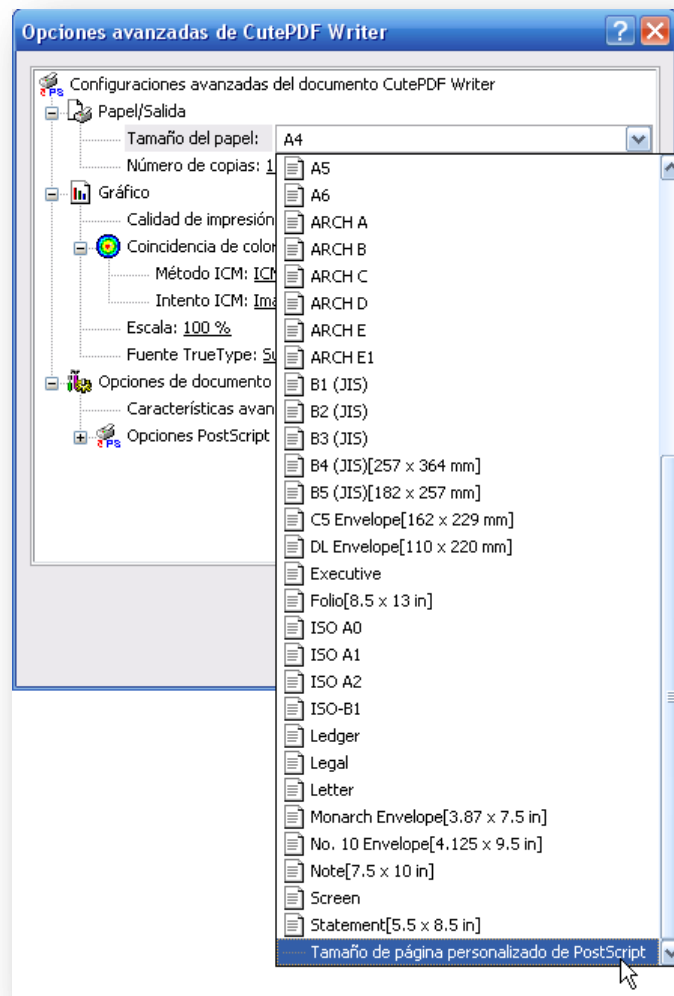 Opciones avanzadas de CutePDF Writer
Configuraciones avanzadas del documento CutePDF Writer
Papel/Salida
Tamaño del papel: A4
Número de copias: 1
Gráfico
Calidad de impresión
Coincidencia de color
Método ICM: ICM
Intento ICM:
Escala: 100 %
Fuente TrueType:
Opciones de documento
Características
Opciones PostScript
A5
A6
ARCH A
ARCH B
ARCH C
ARCH D
ARCH E
ARCH E1
B1 (JIS)
B2 (JIS)
B3 (JIS)
B4 (JIS)[257 x 364 mm]
B5 (JIS)[182 x 257 mm]
C5 Envelope[162 x 229 mm]
DL Envelope[110 x 220 mm]
Executive
Folio[8.5 x 13 in]
ISO A0
ISO A1
ISO A2
ISO-B1
Ledger
Legal
Letter
Monarch Envelope[3.87 x 7.5 in]
No. 10 Envelope[4.125 x 9.5 in]
Note[7.5 x 10 in]
Screen
Statement[5.5 x 8.5 in]
Tamaño de página personalizado de PostScript